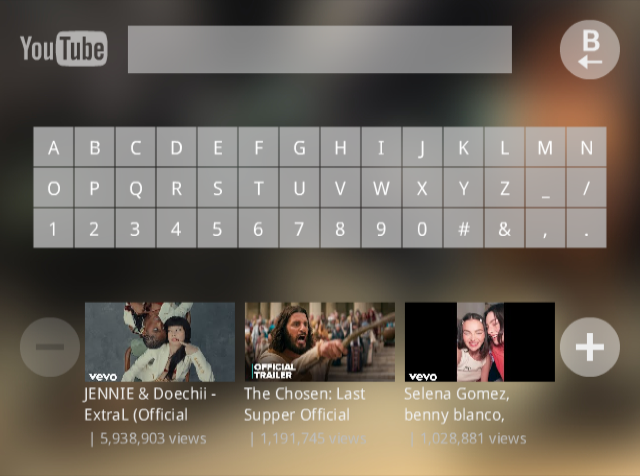 YouTube
B
A B C D E F G H I J K L M N
O P Q R S T U V W X Y Z _ /
1 2 3 4 5 6 7 8 9 0 # & , .
vevo
OFFICIAL
TRAILER
vevo
JENNIE & Doechii -
ExtraL (Official
| 5,938,903 views
The Chosen: Last
Supper Official
| 1,191,745 views
Selena Gomez,
benny blanco,
| 1,028,881 views